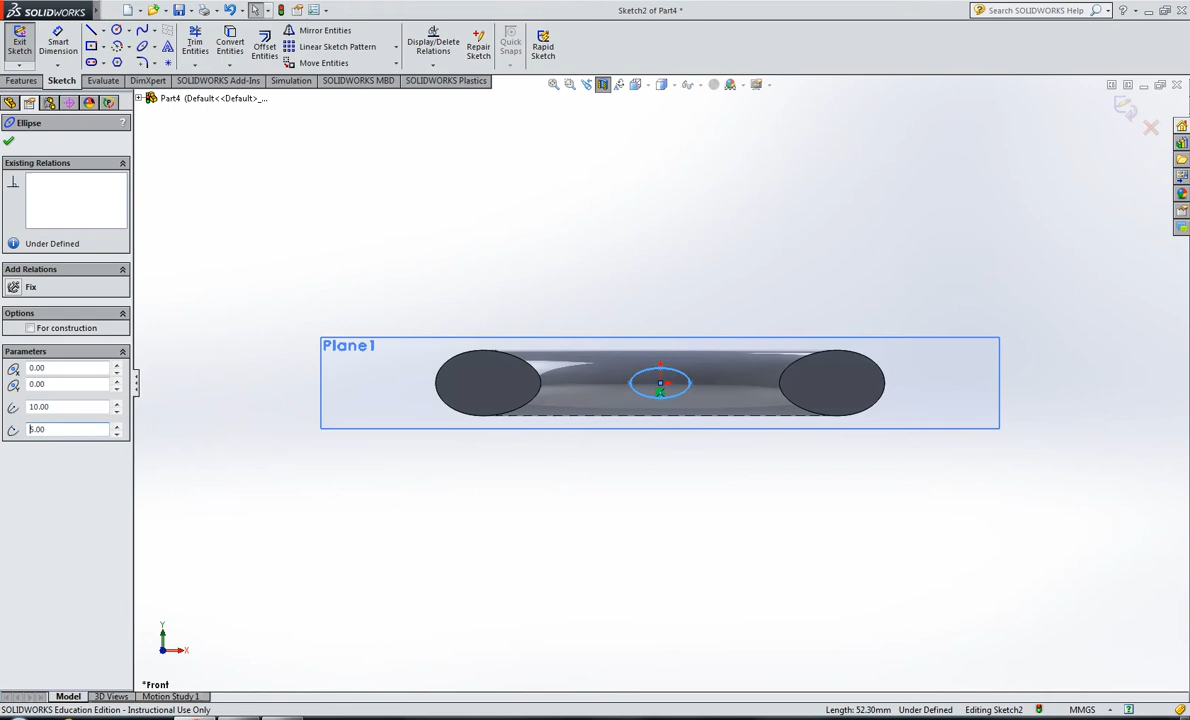 SOLIDWORKS
Sketch2 of Part4 *
Search SOLIDWORKS Help
Exit Sketch
Smart Dimension
Trim Entities
Convert Entities
Offset Entities
Mirror Entities
Linear Sketch Pattern
Move Entities
Display/Delete Relations
Repair Sketch
Quick Snaps
Rapid Sketch
Features Sketch Evaluate DimXpert SOLIDWORKS Add-Ins Simulation SOLIDWORKS MBD SOLIDWORKS Plastics
Part4 (Default<<Default>_...
Ellipse ?
Existing Relations
Under Defined
Add Relations
Fix
Options
For construction
Parameters
0.00
0.00
10.00
5.00
Plane1
Y
X
*Front
Model 3D Views Motion Study 1
SOLIDWORKS Education Edition - Instructional Use Only
Length: 52.30mm Under Defined Editing Sketch2 MMGS